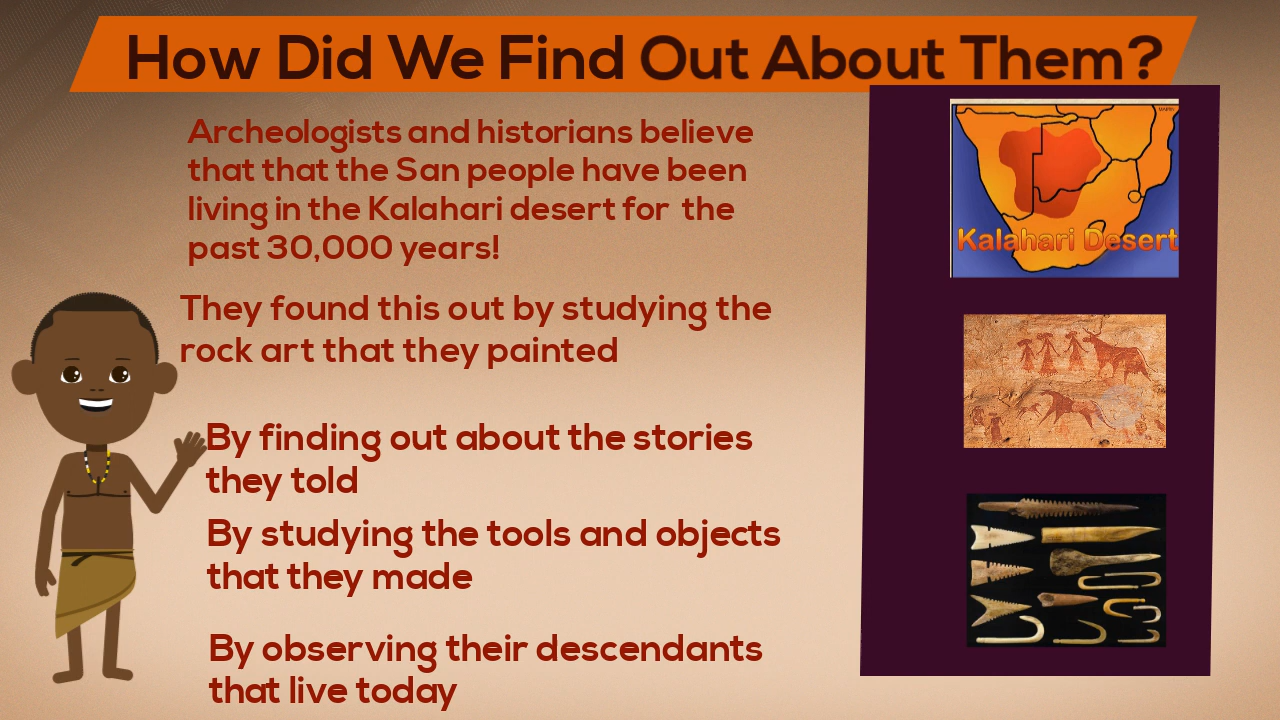 How Did We Find Out About Them?
Archeologists and historians believe
that that the San people have been
living in the Kalahari desert for the
past 30,000 years!
They found this out by studying the
rock art that they painted
By finding out about the stories
they told
By studying the tools and objects
that they made
By observing their descendants
that live today
Kalahari Desert